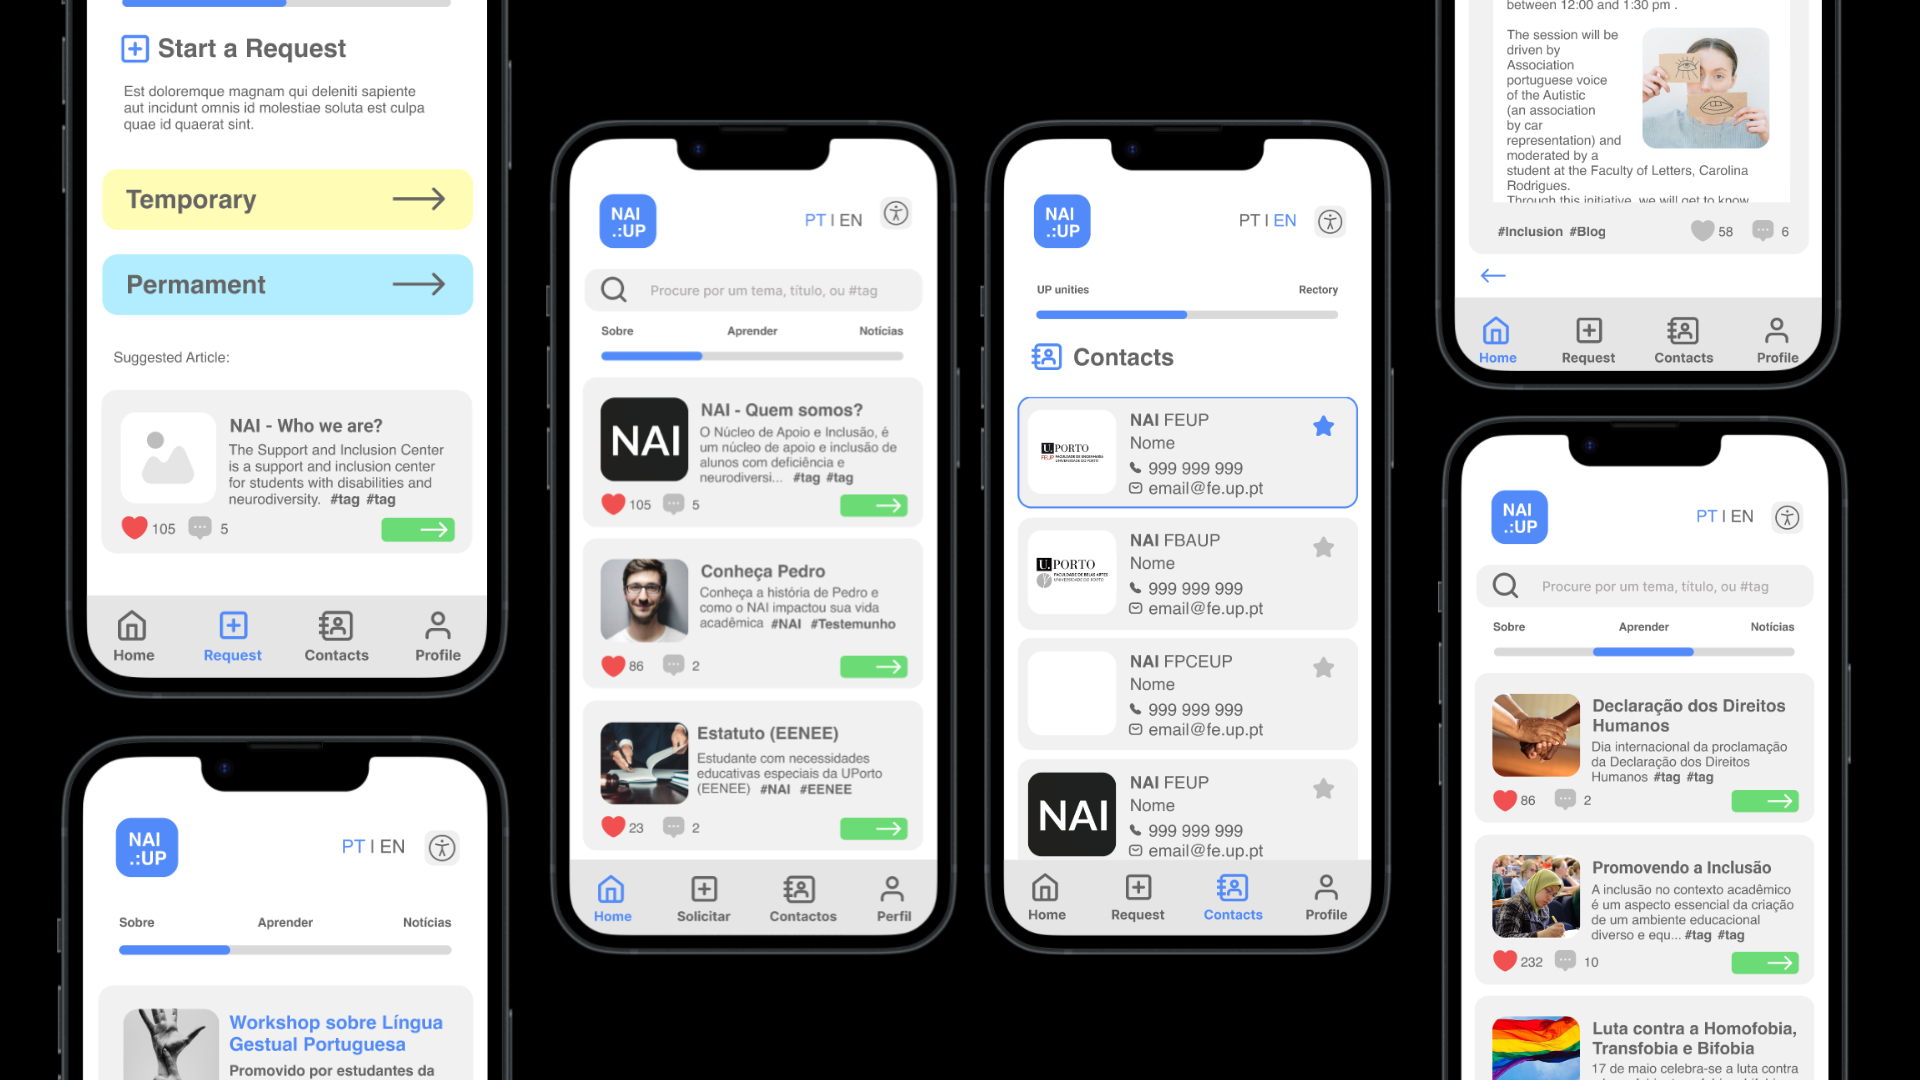 Start a Request
Est doloremque magnam qui deleniti sapiente
aut incidunt omnis id molestiae soluta est culpa
quae id quaerat sint.
Temporary
Permament
Suggested Article:
NAI - Who we are?
The Support and Inclusion Center
is a support and inclusion center
for students with disabilities and
neurodiversity. #tag #tag
105 5
Home Request Contacts Profile
NAI
.:UP
PT I EN
Sobre Aprender Notícias
Workshop sobre Língua
Gestual Portuguesa
Promovido por estudantes da
NAI
.:UP
PT I EN
Procure por um tema, título, ou #tag
Sobre Aprender Notícias
NAI
NAI - Quem somos?
O Núcleo de Apoio e Inclusão, é
um núcleo de apoio e inclusão de
alunos com deficiência e
neurodiversi... #tag #tag
105 5
Conheça Pedro
Conheça a história de Pedro e
como o NAI impactou sua vida
acadêmica #NAI #Testemunho
86 2
Estatuto (EENEE)
Estudante com necessidades
educativas especiais da UPorto
(EENEE) #NAI #EENEE
23 2
Home Solicitar Contactos Perfil
NAI
.:UP
PT I EN
UP unities Rectory
Contacts
U. PORTO
FEUP FACULDADE DE ENGENHARIA
UNIVERSIDADE DO PORTO
NAI FEUP
Nome
999 999 999
email@fe.up.pt
U. PORTO
FACULDADE DE BELAS ARTES
UNIVERSIDADE DO PORTO
NAI FBAUP
Nome
999 999 999
email@fe.up.pt
NAI FPCEUP
Nome
999 999 999
email@fe.up.pt
NAI
NAI FEUP
Nome
999 999 999
email@fe.up.pt
Home Request Contacts Profile
between 12:00 and 1:30 pm .
The session will be
driven by
Association
portuguese voice
of the Autistic
(an association
by car
representation) and
moderated by a
student at the Faculty of Letters, Carolina
Rodrigues.
Through this initiative, we will get to know
#Inclusion #Blog 58 6
Home Request Contacts Profile
NAI
.:UP
PT I EN
Procure por um tema, título, ou #tag
Sobre Aprender Notícias
Declaração dos Direitos
Humanos
Dia internacional da proclamação
da Declaração dos Direitos
Humanos #tag #tag
86 2
Promovendo a Inclusão
A inclusão no contexto acadêmico
é um aspecto essencial da criação
de um ambiente educacional
diverso e equ... #tag #tag
232 10
Luta contra a Homofobia,
Transfobia e Bifobia
17 de maio celebra-se a luta contra